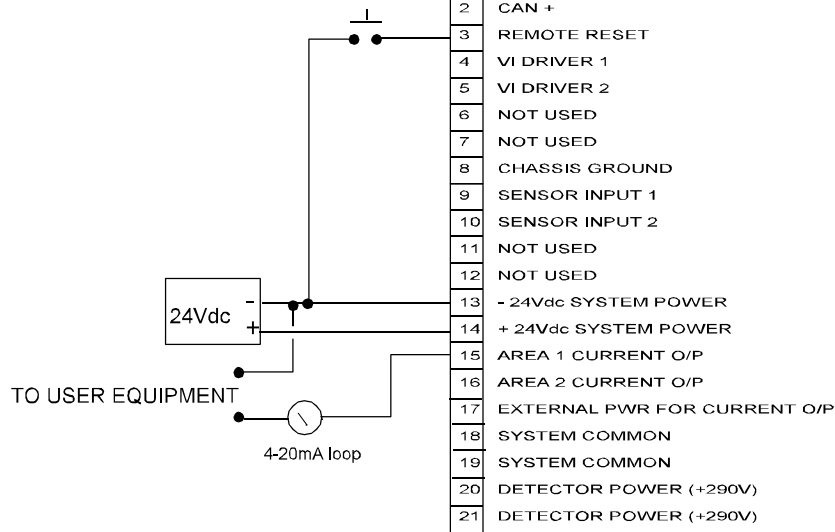 2 CAN +
3 REMOTE RESET
4 VI DRIVER 1
5 VI DRIVER 2
6 NOT USED
7 NOT USED
8 CHASSIS GROUND
9 SENSOR INPUT 1
10 SENSOR INPUT 2
11 NOT USED
12 NOT USED
13 - 24Vdc SYSTEM POWER
14 + 24Vdc SYSTEM POWER
15 AREA 1 CURRENT O/P
16 AREA 2 CURRENT O/P
17 EXTERNAL PWR FOR CURRENT O/P
18 SYSTEM COMMON
19 SYSTEM COMMON
20 DETECTOR POWER (+290V)
21 DETECTOR POWER (+290V)
24Vdc - +
TO USER EQUIPMENT
4-20mA loop